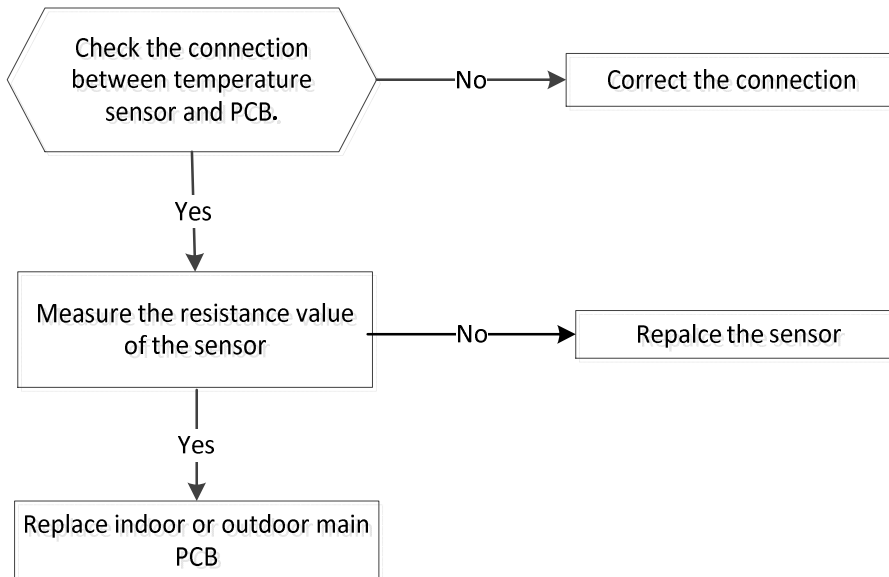 Check the connection
between temperature
sensor and PCB.
No
Correct the connection
Yes
Measure the resistance value
of the sensor
No
Repalce the sensor
Yes
Replace indoor or outdoor main
PCB